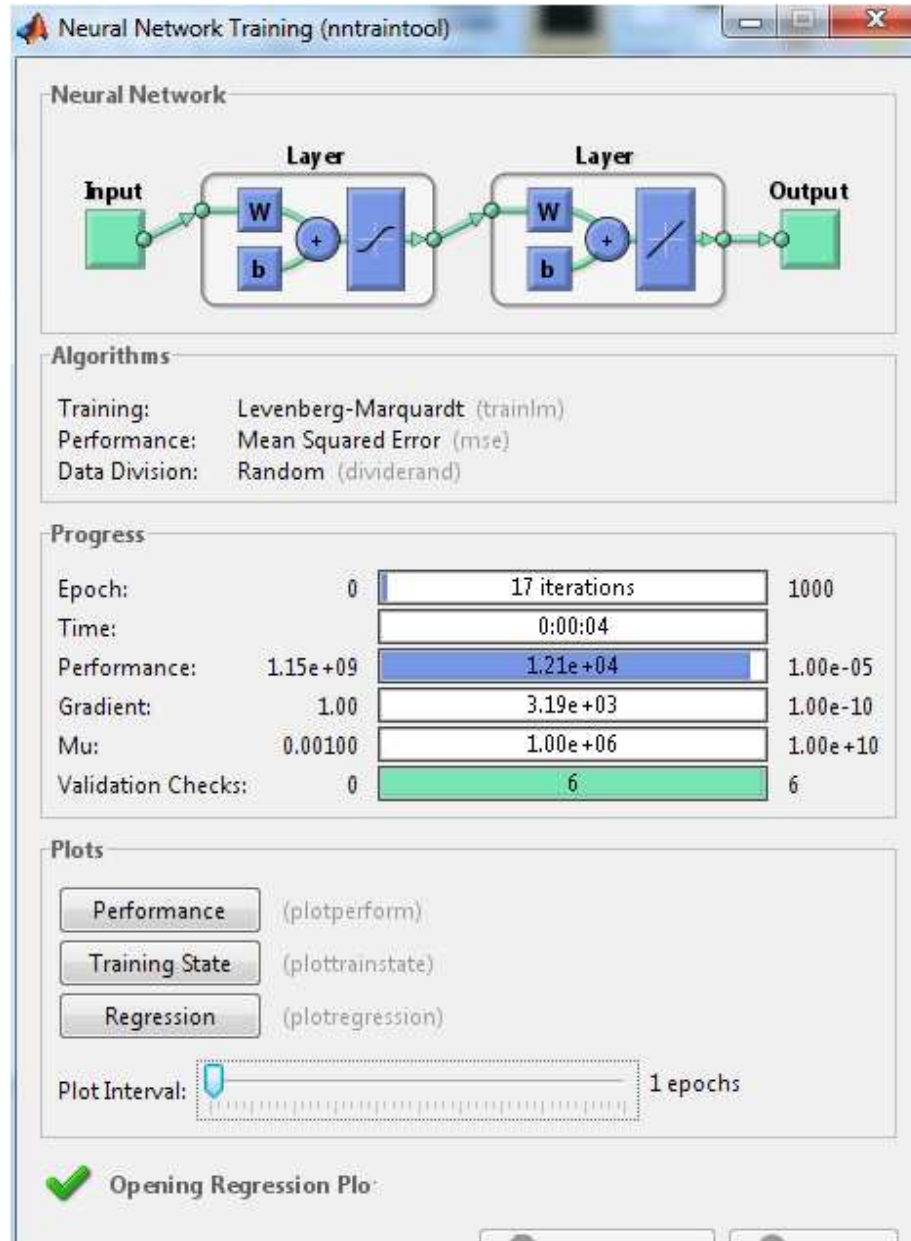 Neural Network Training (nntraintool)
Neural Network
Layer Layer
Input Output
W W
+ +
b b
Algorithms
Training: Levenberg-Marquardt (trainlm)
Performance: Mean Squared Error (mse)
Data Division: Random (dividerand)
Progress
Epoch: 0 17 iterations 1000
Time: 0:00:04
Performance: 1.15e+09 1.21e+04 1.00e-05
Gradient: 1.00 3.19e+03 1.00e-10
Mu: 0.00100 1.00e+06 1.00e+10
Validation Checks: 0 6 6
Plots
Performance (plotperform)
Training State (plottrainstate)
Regression (plotregression)
Plot Interval: 1 epochs
Opening Regression Plo